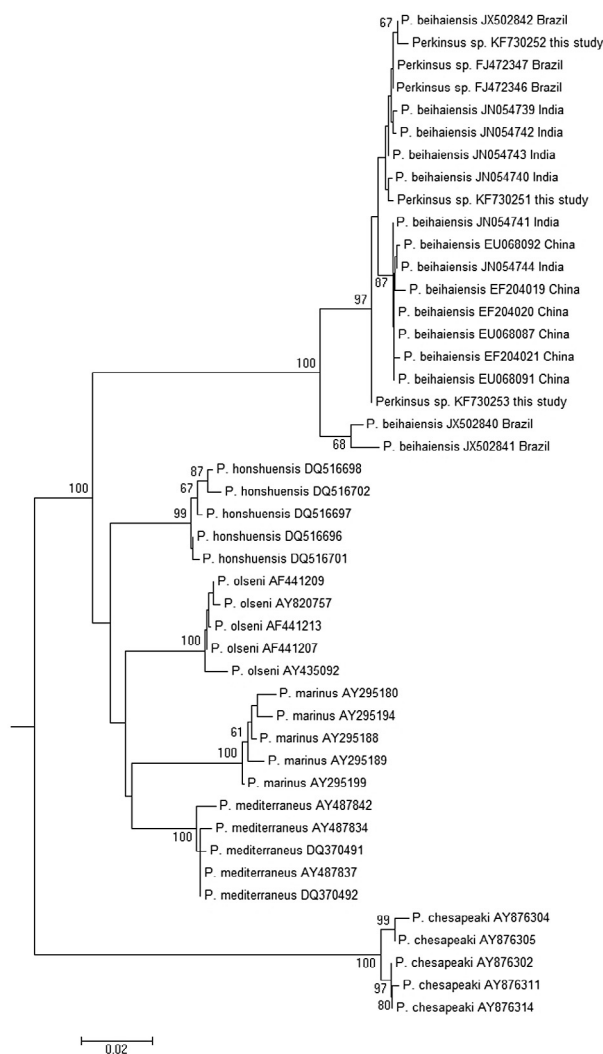 P. beihaiensis JX502842 Brazil
67
Perkinsus sp. KF730252 this study
Perkinsus sp. FJ472347 Brazil
Perkinsus sp. FJ472346 Brazil
P. beihaiensis JN054739 India
P. beihaiensis JN054742 India
P. beihaiensis JN054743 India
P. beihaiensis JN054740 India
Perkinsus sp. KF730251 this study
P. beihaiensis JN054741 India
P. beihaiensis EU068092 China
P. beihaiensis JN054744 India
87
P. beihaiensis EF204019 China
97
P. beihaiensis EF204020 China
P. beihaiensis EU068087 China
P. beihaiensis EF204021 China
100
P. beihaiensis EU068091 China
Perkinsus sp. KF730253 this study
P. beihaiensis JX502840 Brazil
68
P. beihaiensis JX502841 Brazil
87
P. honshuensis DQ516698
100
67
P. honshuensis DQ516702
99
P. honshuensis DQ516697
P. honshuensis DQ516696
P. honshuensis DQ516701
P. olseni AF441209
P. olseni AY820757
P. olseni AF441213
100
P. olseni AF441207
P. olseni AY435092
P. marinus AY295180
P. marinus AY295194
61
P. marinus AY295188
100
P. marinus AY295189
P. marinus AY295199
P. mediterraneus AY487842
P. mediterraneus AY487834
100
P. mediterraneus DQ370491
P. mediterraneus AY487837
P. mediterraneus DQ370492
99
P. chesapeaki AY876304
P. chesapeaki AY876305
100
P. chesapeaki AY876302
97
P. chesapeaki AY876311
80
P. chesapeaki AY876314
0.02